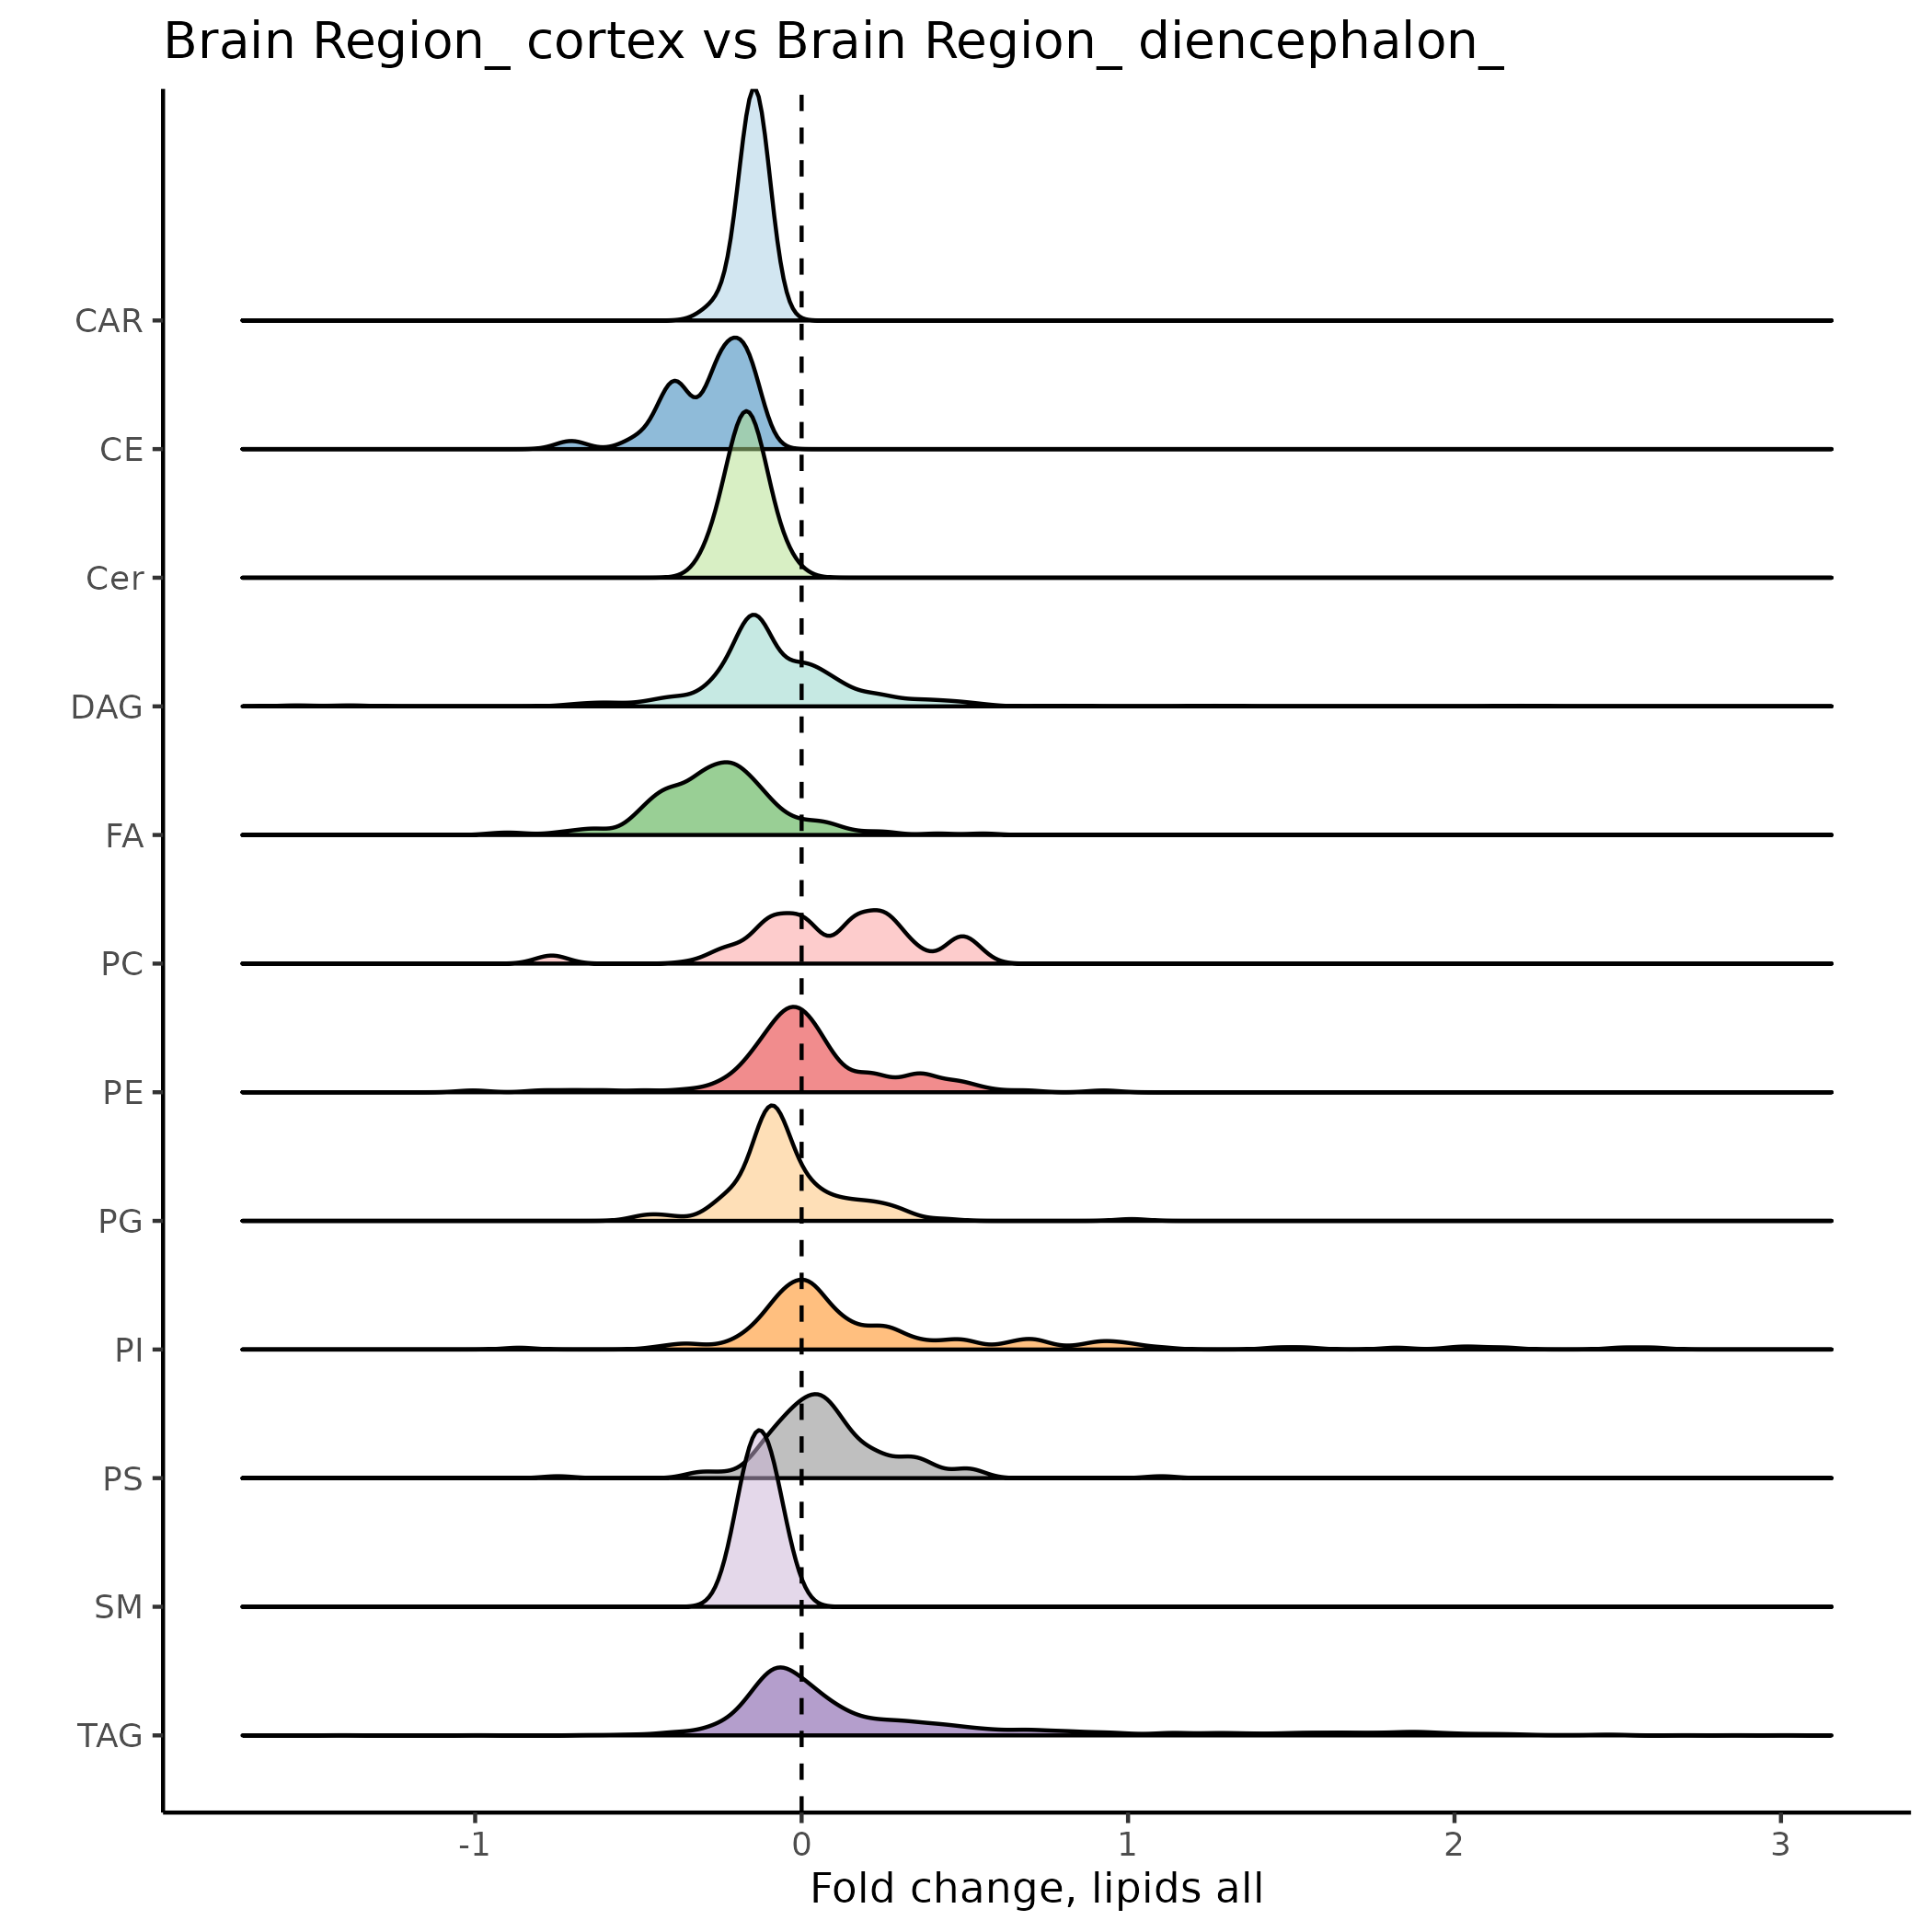 Brain Region_ cortex vs Brain Region_ diencephalon_
CAR
CE
Cer
DAG
FA
PC
PE
PG
PI
PS
SM
TAG
-1 0 1 2 3
Fold change, lipids all